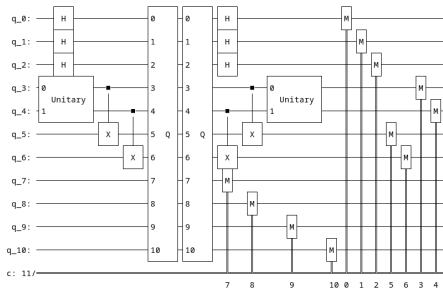 q_0: H 0 0 H M
q_1: H 1 1 H M
q_2: H 2 2 H M
q_3: 0 3 3 0 M
Unitary Unitary
q_4: 1 4 4 1 M
q_5: X 5 Q 5 Q X M
q_6: X 6 6 X M
q_7: 7 7 M
q_8: 8 8 M
q_9: 9 9 M
q_10: 10 10 M
c: 11/
7 8 9 10 0 1 2 5 6 3 4